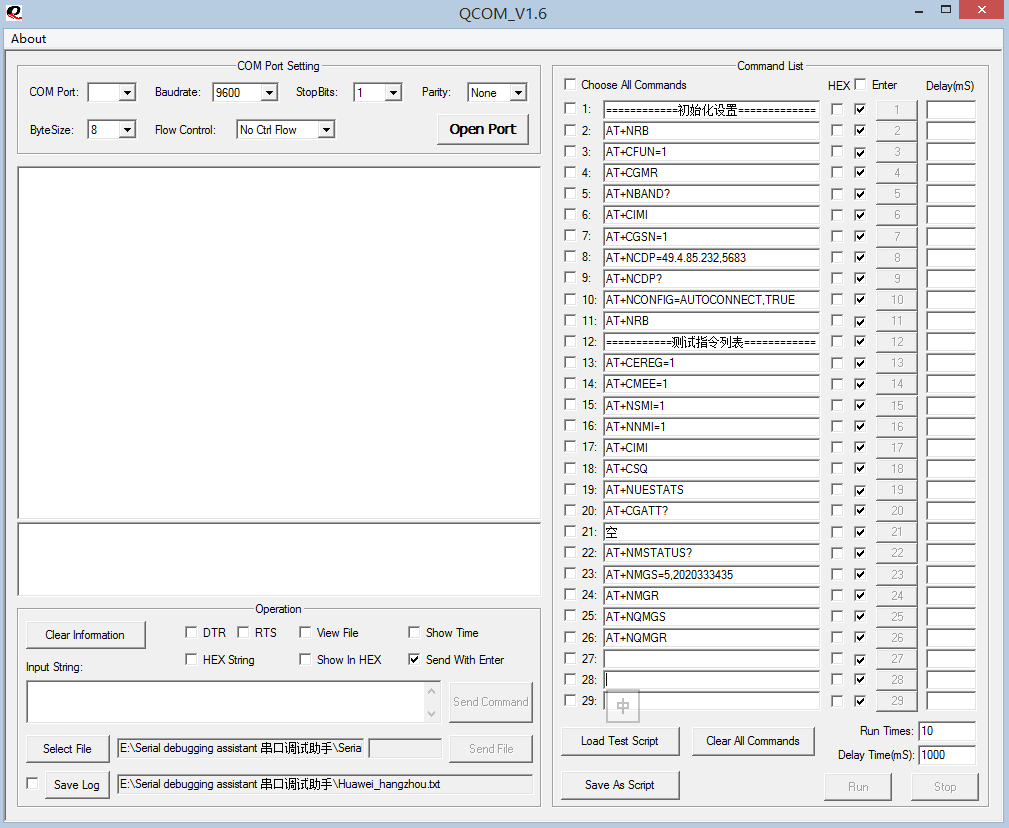 QCOM_V1.6
About
COM Port Setting
COM Port:
Baudrate: 9600
StopBits: 1
Parity: None
ByteSize: 8
Flow Control: No Ctrl Flow
Open Port
Operation
Clear Information
DTR RTS View File Show Time
HEX String Show In HEX Send With Enter
Input String:
Send Command
Select File E:\Serial debugging assistant 串口调试助手\Seria Send File
Save Log E:\Serial debugging assistant 串口调试助手\Huawei_hangzhou.txt
Command List
Choose All Commands HEX Enter Delay(mS)
1: ============初始化设置============= 1
2: AT+NRB 2
3: AT+CFUN=1 3
4: AT+CGMR 4
5: AT+NBAND? 5
6: AT+CIMI 6
7: AT+CGSN=1 7
8: AT+NCDP=49.4.85.232,5683 8
9: AT+NCDP? 9
10: AT+NCONFIG=AUTOCONNECT,TRUE 10
11: AT+NRB 11
12: ===========测试指令列表============ 12
13: AT+CEREG=1 13
14: AT+CMEE=1 14
15: AT+NSMI=1 15
16: AT+NNMI=1 16
17: AT+CIMI 17
18: AT+CSQ 18
19: AT+NUESTATS 19
20: AT+CGATT? 20
21: 空 21
22: AT+NMSTATUS? 22
23: AT+NMGS=5,2020333435 23
24: AT+NMGR 24
25: AT+NQMGS 25
26: AT+NQMGR 26
27: 27
28: 28
29: 29
中
Load Test Script Clear All Commands Run Times: 10
Delay Time(mS): 1000
Save As Script Run Stop